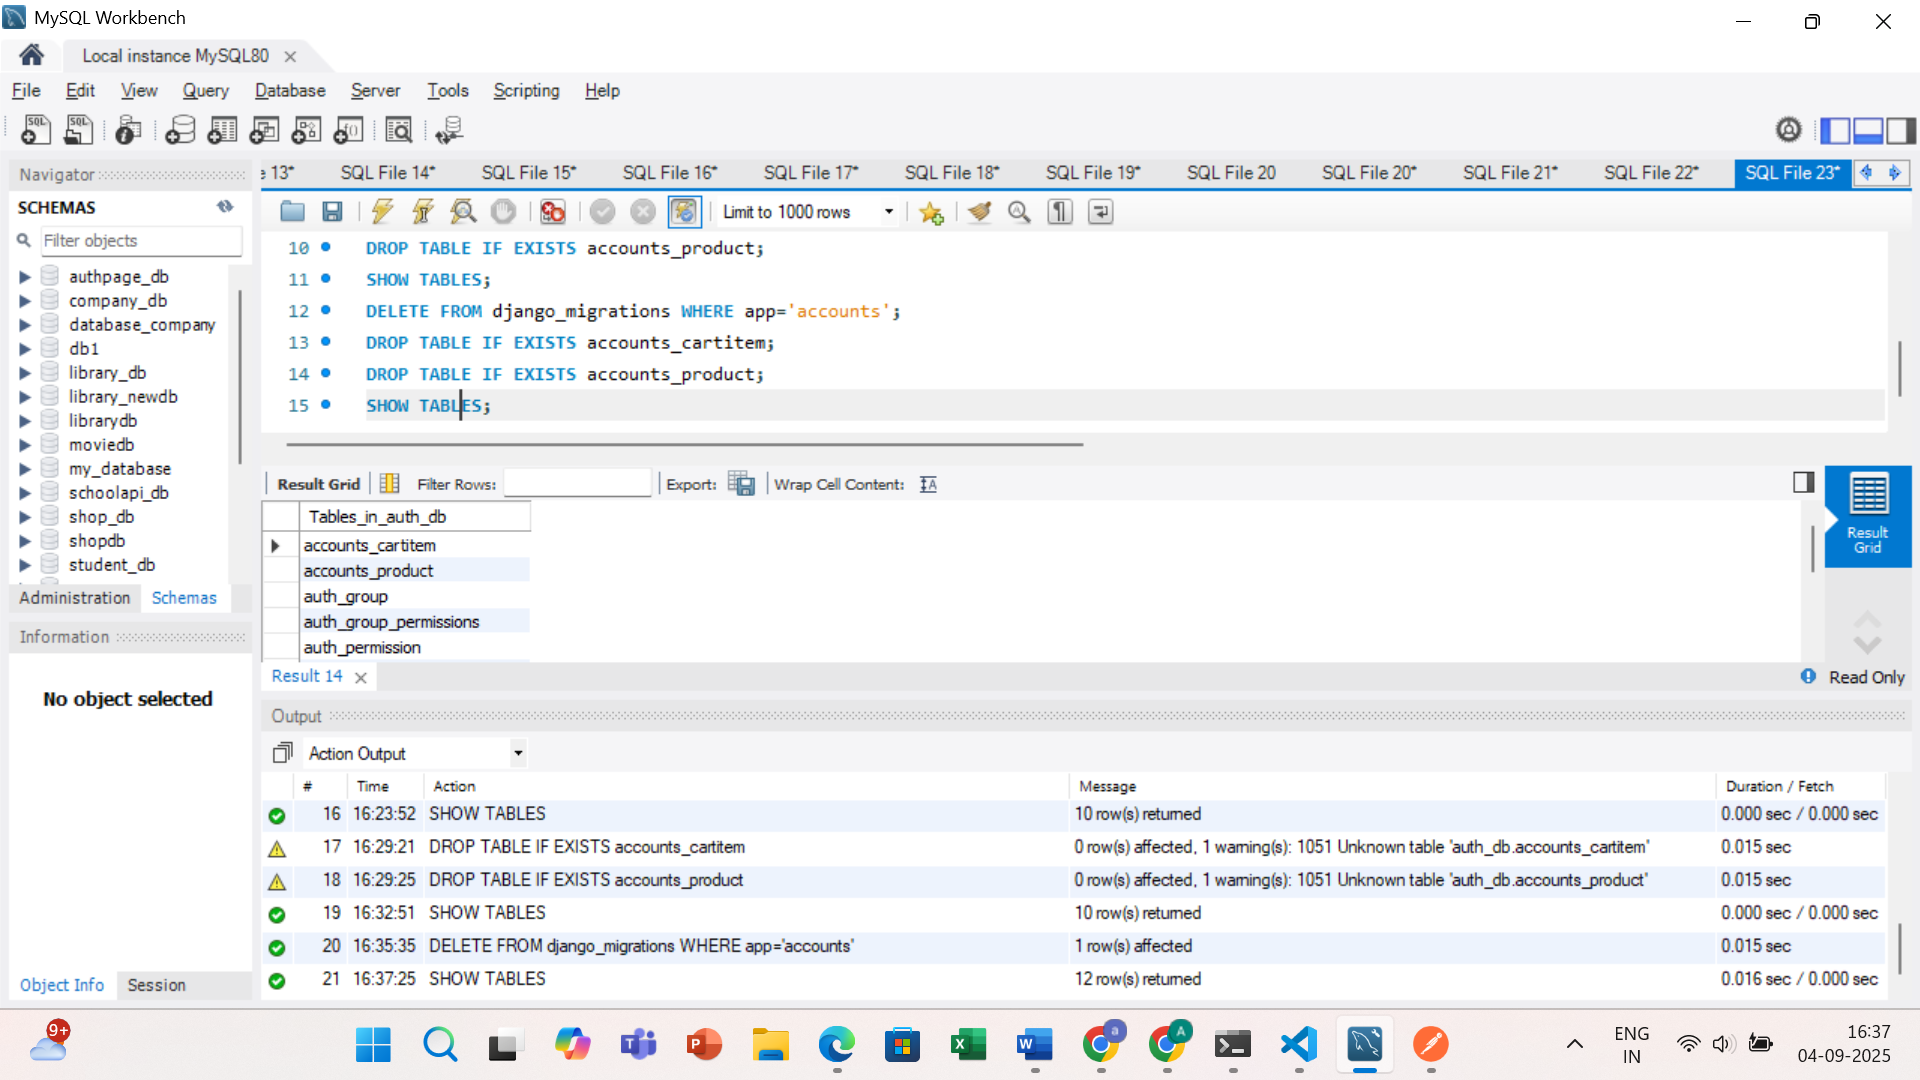 MySQL Workbench
Local instance MySQL80
File Edit View Query Database Server Tools Scripting Help
Navigator
SCHEMAS
Filter objects
authpage_db
company_db
database_company
db1
library_db
library_newdb
librarydb
moviedb
my_database
schoolapi_db
shop_db
shopdb
student_db
Administration Schemas
Information
No object selected
Object Info Session
e 13* SQL File 14* SQL File 15* SQL File 16* SQL File 17* SQL File 18* SQL File 19* SQL File 20 SQL File 20* SQL File 21* SQL File 22* SQL File 23*
Limit to 1000 rows
10 DROP TABLE IF EXISTS accounts_product;
11 SHOW TABLES;
12 DELETE FROM django_migrations WHERE app='accounts';
13 DROP TABLE IF EXISTS accounts_cartitem;
14 DROP TABLE IF EXISTS accounts_product;
15 SHOW TABLES;
Result Grid Filter Rows: Export: Wrap Cell Content:
Tables_in_auth_db
accounts_cartitem
accounts_product
auth_group
auth_group_permissions
auth_permission
Result Grid
Result 14
Read Only
Output
Action Output
# Time Action Message Duration / Fetch
16 16:23:52 SHOW TABLES 10 row(s) returned 0.000 sec / 0.000 sec
17 16:29:21 DROP TABLE IF EXISTS accounts_cartitem 0 row(s) affected, 1 warning(s): 1051 Unknown table 'auth_db.accounts_cartitem' 0.015 sec
18 16:29:25 DROP TABLE IF EXISTS accounts_product 0 row(s) affected, 1 warning(s): 1051 Unknown table 'auth_db.accounts_product' 0.015 sec
19 16:32:51 SHOW TABLES 10 row(s) returned 0.000 sec / 0.000 sec
20 16:35:35 DELETE FROM django_migrations WHERE app='accounts' 1 row(s) affected 0.015 sec
21 16:37:25 SHOW TABLES 12 row(s) returned 0.016 sec / 0.000 sec
9+
ENG
IN
16:37
04-09-2025